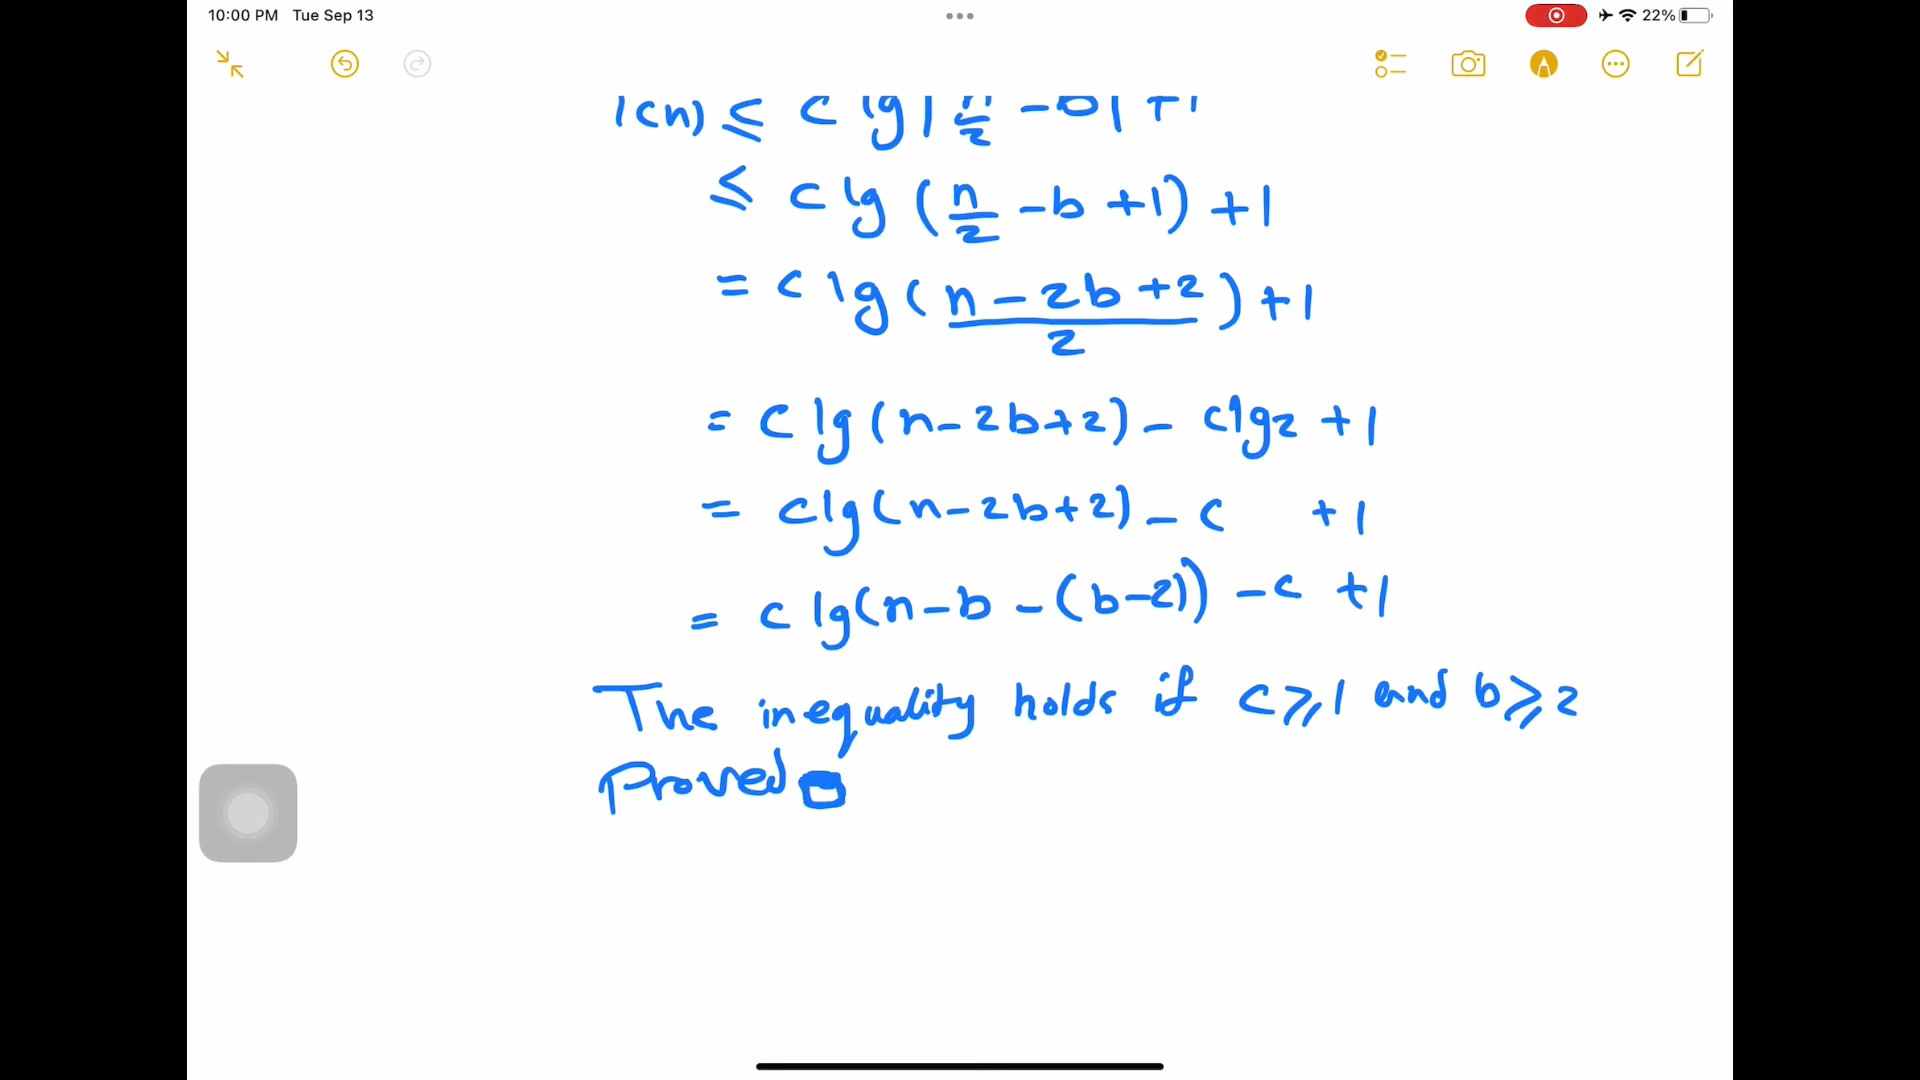 10:00 PM Tue Sep 13
22%
≤ c lg
≤ c lg (n/2 - b + 1) + 1
= c lg (n - 2b + 2 / 2) + 1
= c lg (n - 2b + 2) - c lg 2 + 1
= c lg (n - 2b + 2) - c + 1
= c lg (n - b - (b - 2)) - c + 1
The inequality holds if c ≥ 1 and b ≥ 2
Proved